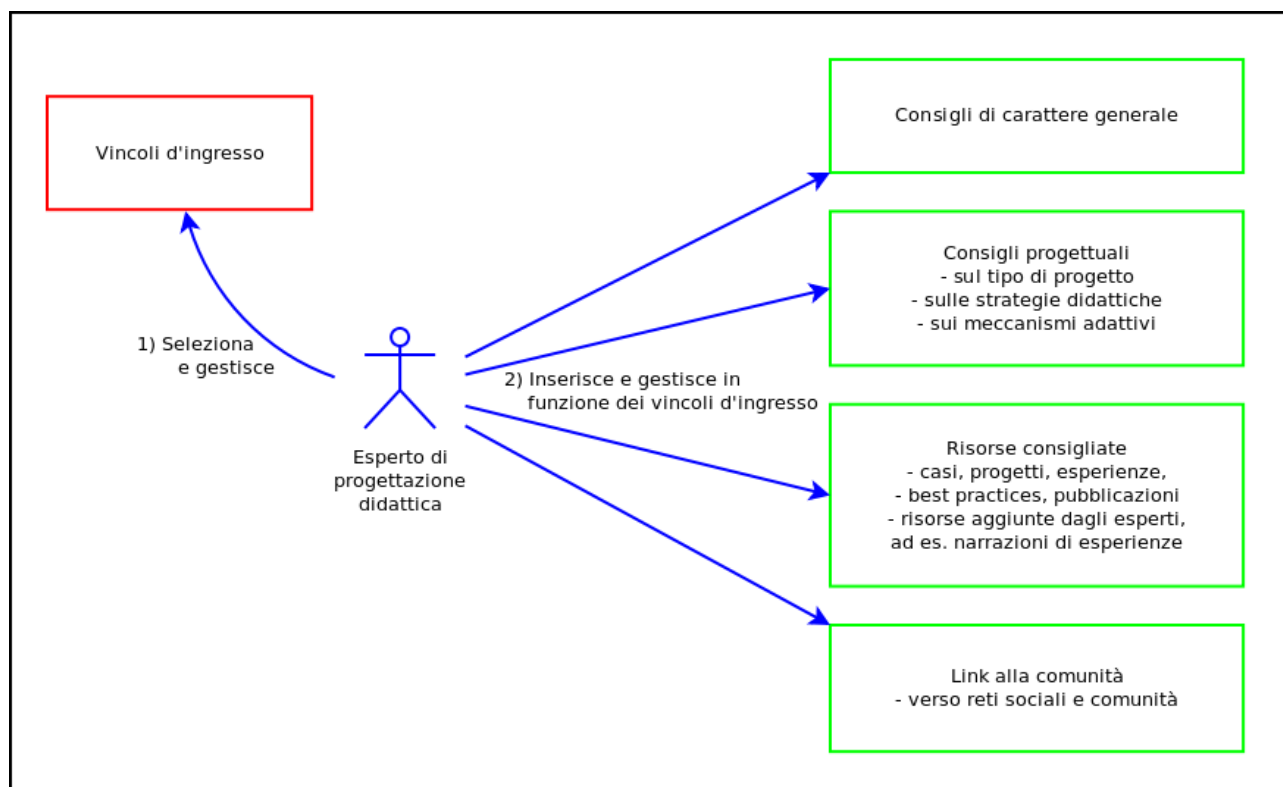 Vincoli d'ingresso
1) Seleziona
e gestisce
Esperto di
progettazione
didattica
2) Inserisce e gestisce in
funzione dei vincoli d'ingresso
Consigli di carattere generale
Consigli progettuali
- sul tipo di progetto
- sulle strategie didattiche
- sui meccanismi adattivi
Risorse consigliate
- casi, progetti, esperienze,
- best practices, pubblicazioni
- risorse aggiunte dagli esperti,
ad es. narrazioni di esperienze
Link alla comunità
- verso reti sociali e comunità